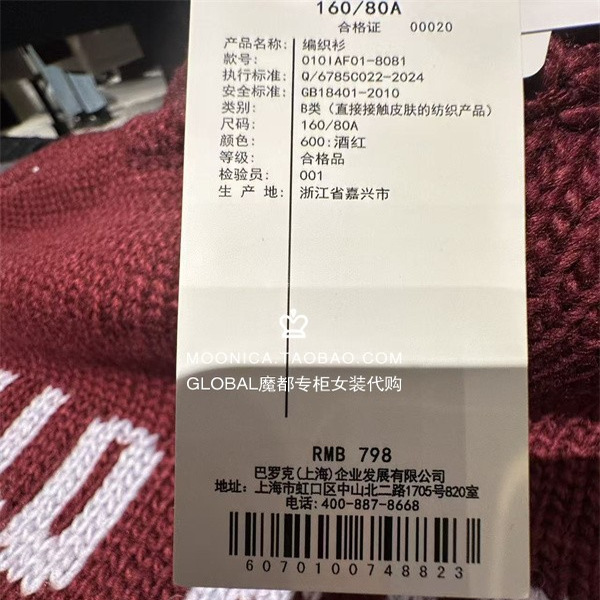 160/80A
合格证 00020
产品名称: 编织衫
款号: 010IAF01-8081
执行标准: Q/6785C022-2024
安全标准: GB18401-2010
类别: B类（直接接触皮肤的纺织产品）
尺码: 160/80A
颜色: 600:酒红
等级: 合格品
检验员: 001
生产地: 浙江省嘉兴市
MOONICA.TAOBAO.COM
GLOBAL魔都专柜女装代购
RMB 798
巴罗克(上海)企业发展有限公司
地址: 上海市虹口区中山北二路1705号820室
电话:400-887-8668
6070100748823